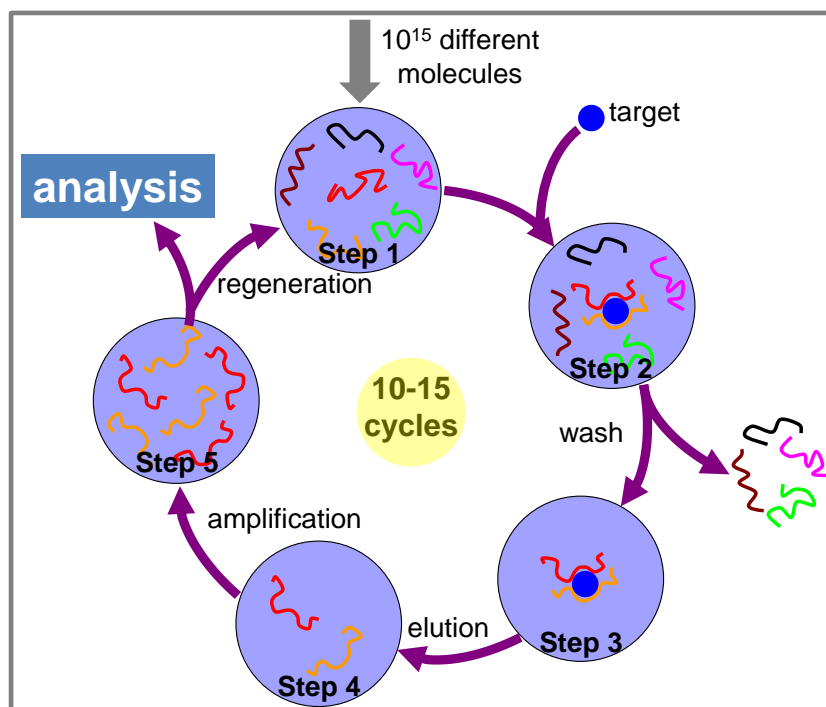 10¹⁵ different
molecules
target
analysis
Step 1
regeneration
Step 2
10-15
cycles
wash
Step 5
amplification
Step 3
elution
Step 4